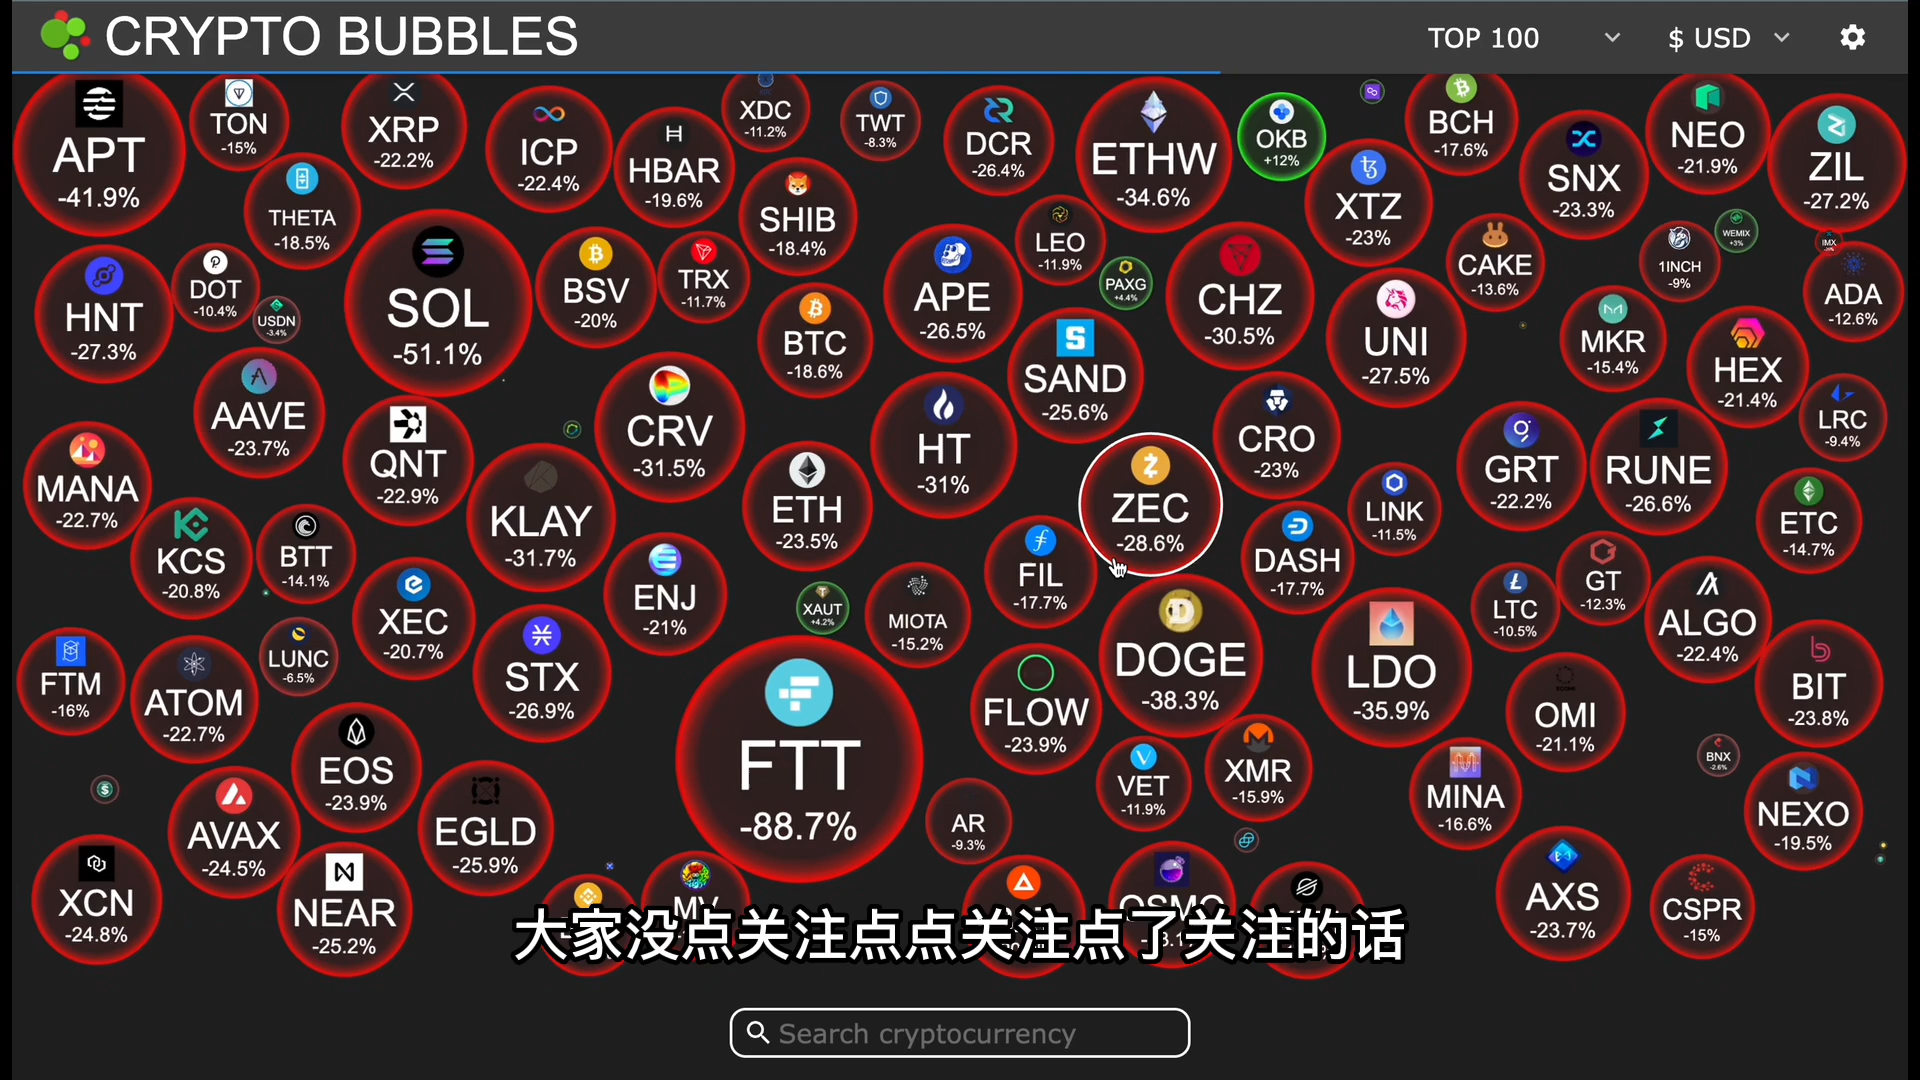 CRYPTO BUBBLES
TOP 100
$ USD
APT
-41.9%
TON
-15%
XRP
-22.2%
ICP
-22.4%
HBAR
-19.6%
XDC
-11.2%
TWT
-8.3%
DCR
-26.4%
ETHW
-34.6%
OKB
+12%
BCH
-17.6%
SNX
-23.3%
NEO
-21.9%
ZIL
-27.2%
THETA
-18.5%
SHIB
-18.4%
XTZ
-23%
LEO
-11.9%
CAKE
-13.6%
1INCH
-9%
WEMIX
+3%
IMX
ADA
-12.6%
HNT
-27.3%
DOT
-10.4%
USDN
-3.4%
SOL
-51.1%
BSV
-20%
TRX
-11.7%
BTC
-18.6%
APE
-26.5%
PAXG
+4.4%
CHZ
-30.5%
UNI
-27.5%
MKR
-15.4%
HEX
-21.4%
LRC
-9.4%
AAVE
-23.7%
QNT
-22.9%
CRV
-31.5%
HT
-31%
SAND
-25.6%
CRO
-23%
GRT
-22.2%
RUNE
-26.6%
MANA
-22.7%
KCS
-20.8%
BTT
-14.1%
KLAY
-31.7%
ETH
-23.5%
ZEC
-28.6%
LINK
-11.5%
ETC
-14.7%
XEC
-20.7%
ENJ
-21%
XAUT
+4.2%
MIOTA
-15.2%
FIL
-17.7%
DASH
-17.7%
LTC
-10.5%
GT
-12.3%
ALGO
-22.4%
FTM
-16%
ATOM
-22.7%
LUNC
-6.5%
STX
-26.9%
FTT
-88.7%
FLOW
-23.9%
DOGE
-38.3%
LDO
-35.9%
OMI
-21.1%
BIT
-23.8%
EOS
-23.9%
VET
-11.9%
XMR
-15.9%
MINA
-16.6%
BNX
-2.6%
NEXO
-19.5%
AVAX
-24.5%
EGLD
-25.9%
AR
-9.3%
XCN
-24.8%
NEAR
-25.2%
AXS
-23.7%
CSPR
-15%
大家没点关注点点关注点了关注的话
Search cryptocurrency